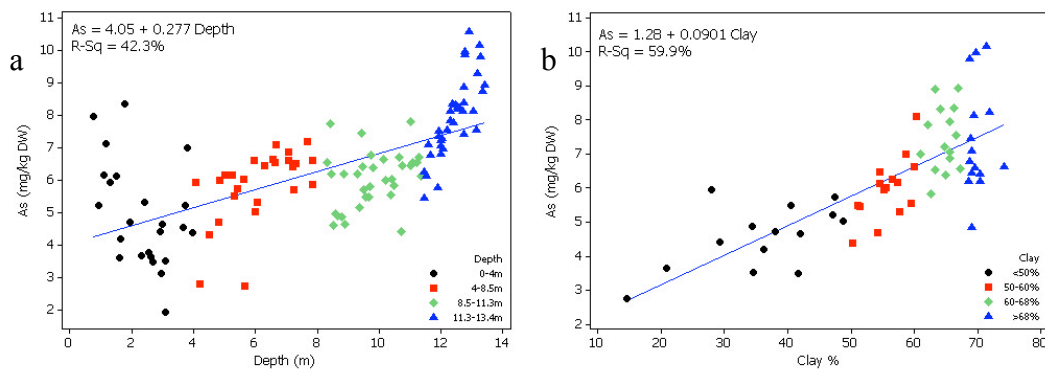 a
As = 4.05 + 0.277 Depth
R-Sq = 42.3%
As (mg/kg DW)
11
10
9
8
7
6
5
4
3
2
0
2
4
6
8
10
12
14
Depth (m)
Depth
0-4m
4-8.5m
8.5-11.3m
11.3-13.4m
b
As = 1.28 + 0.0901 Clay
R-Sq = 59.9%
As (mg/kg DW)
11
10
9
8
7
6
5
4
3
2
10
20
30
40
50
60
70
80
Clay %
Clay
<50%
50-60%
60-68%
>68%